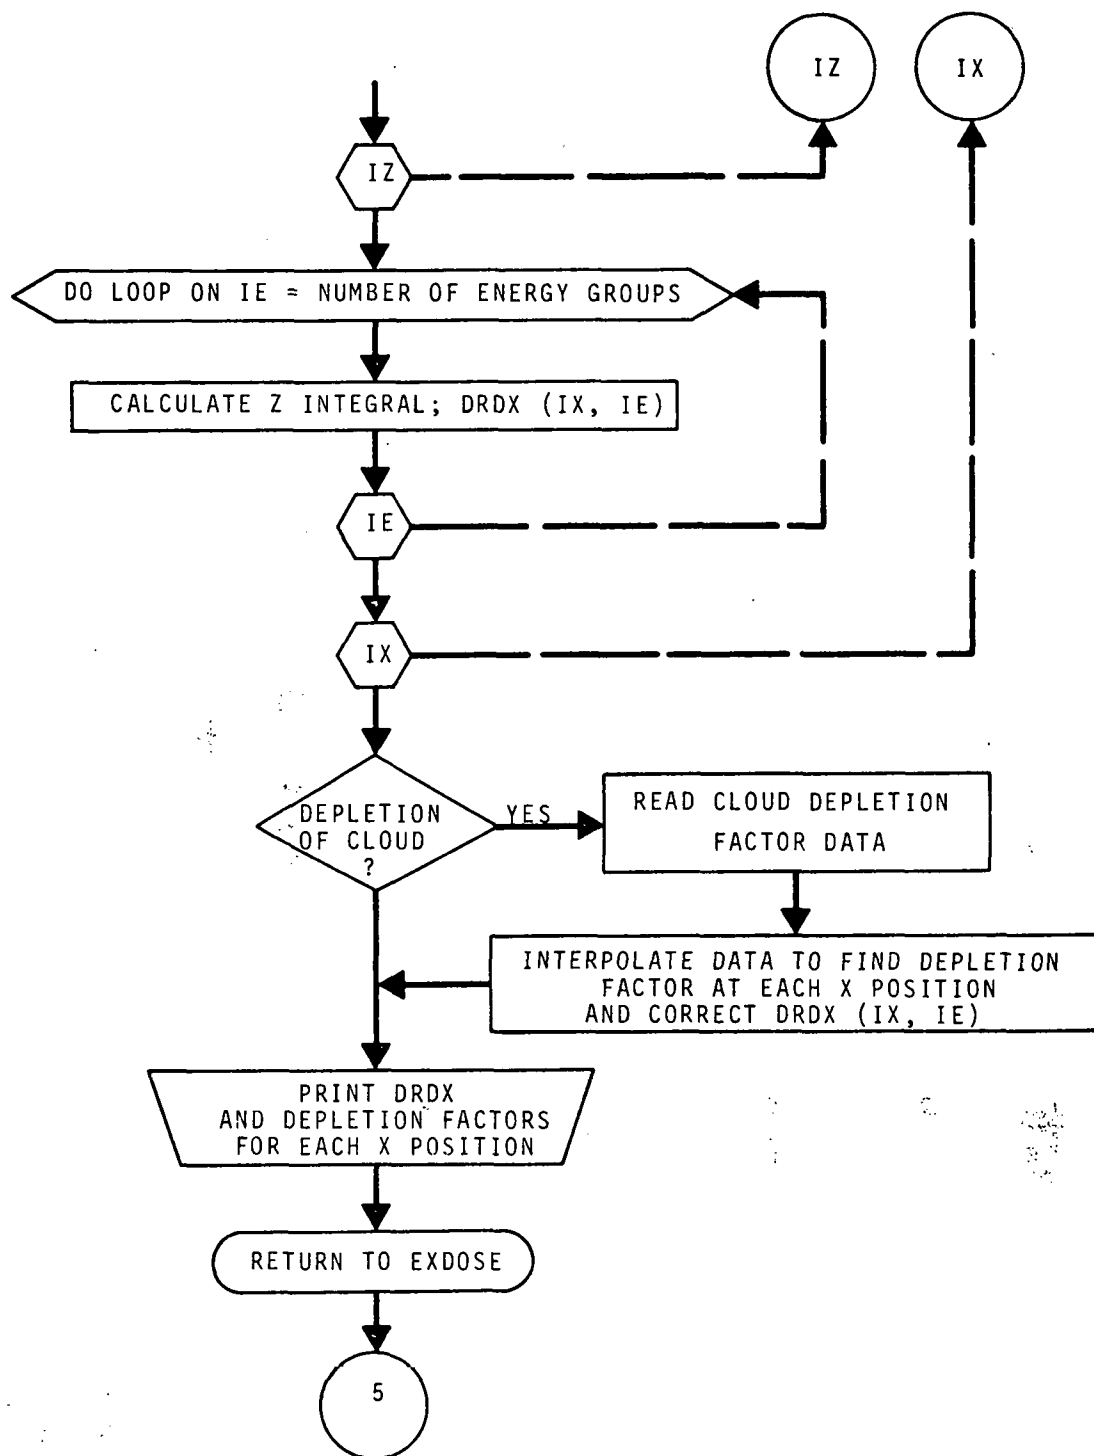 IZ
IX
IZ
DO LOOP ON IE = NUMBER OF ENERGY GROUPS
CALCULATE Z INTEGRAL; DRDX (IX, IE)
IE
IX
DEPLETION
OF CLOUD
?
YES
READ CLOUD DEPLETION
FACTOR DATA
INTERPOLATE DATA TO FIND DEPLETION
FACTOR AT EACH X POSITION
AND CORRECT DRDX (IX, IE)
PRINT DRDX
AND DEPLETION FACTORS
FOR EACH X POSITION
RETURN TO EXDOSE
5